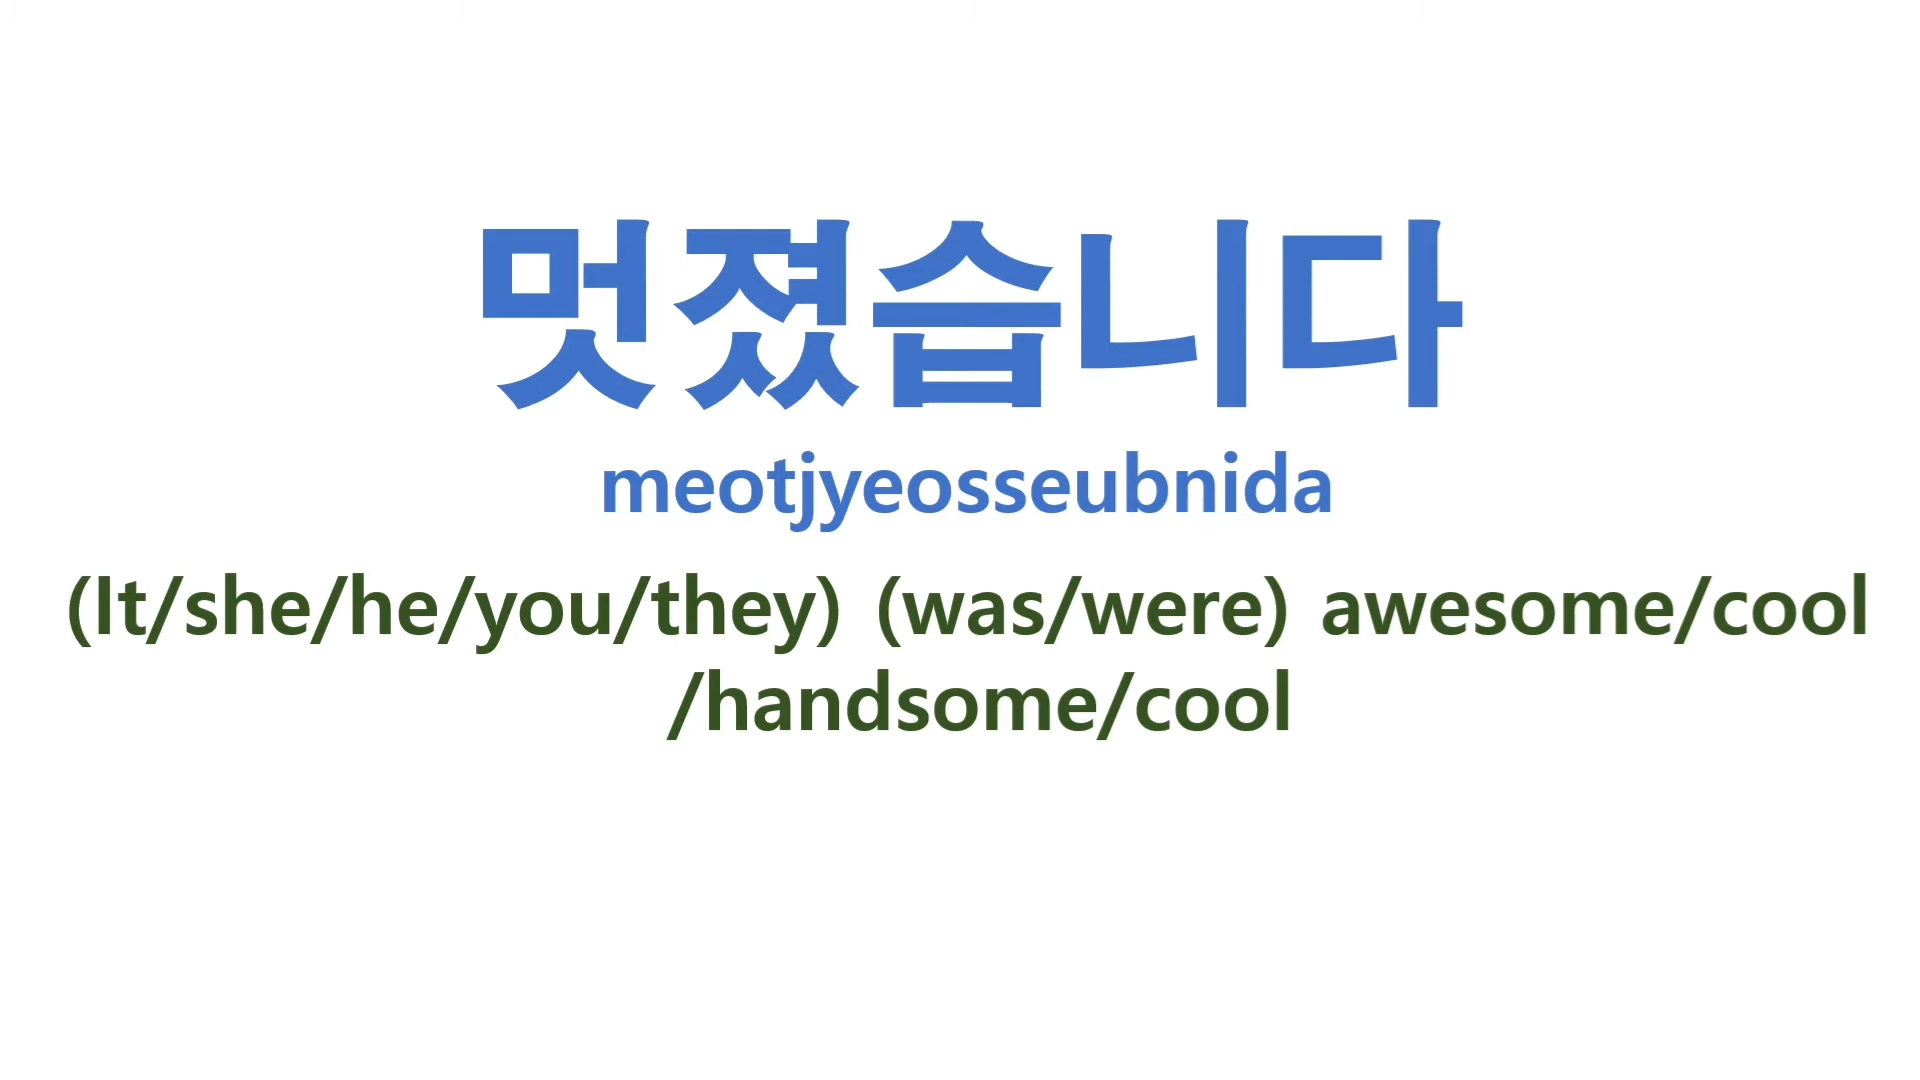 멋졌습니다
meotjyeosseubnida
(It/she/he/you/they) (was/were) awesome/cool
/handsome/cool